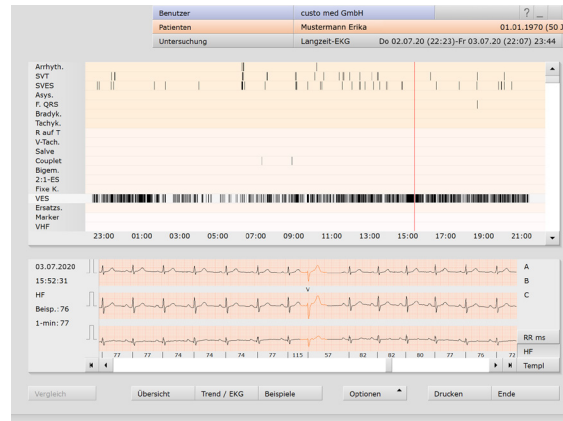 Benutzer custo med GmbH ? _
Patienten Mustermann Erika 01.01.1970 (50 J
Untersuchung Langzeit-EKG Do 02.07.20 (22:23)-Fr 03.07.20 (22:07) 23:44
Arrhyth.
SVT
SVES
Asys.
F. QRS
Bradyk.
Tachyk.
R auf T
V-Tach.
Salve
Couplet
Bigem.
2:1-ES
Fixe K.
VES
Ersatzs.
Marker
VHF
23:00 01:00 03:00 05:00 07:00 09:00 11:00 13:00 15:00 17:00 19:00 21:00
03.07.2020 A
15:52:31 B
HF V C
Beisp.: 76
1-min: 77
RR ms
77 77 74 74 74 77 115 57 82 82 80 77 76 72 HF
Templ
Vergleich Übersicht Trend / EKG Beispiele Optionen Drucken Ende